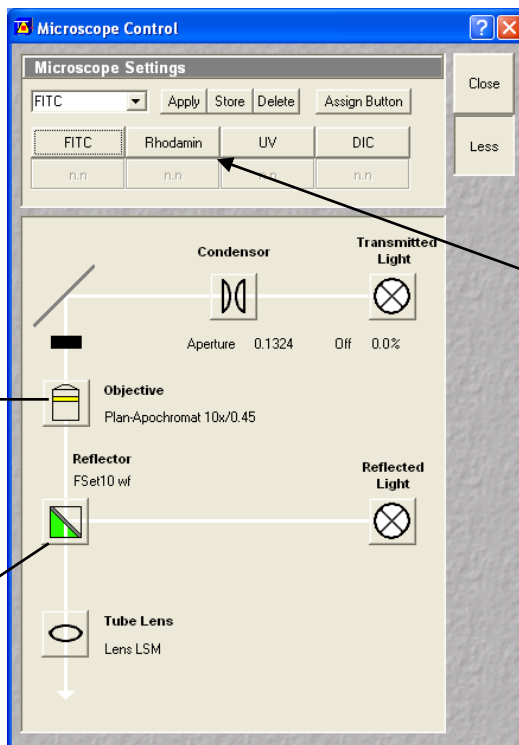 Microscope Control
Microscope Settings
FITC Apply Store Delete Assign Button
FITC Rhodamin UV DIC
n.n n.n n.n n.n
Close
Less
Condensor
Transmitted
Light
Aperture 0.1324 Off 0.0%
Objective
Plan-Apochromat 10x/0.45
Reflector
FSet10 wf
Reflected
Light
Tube Lens
Lens LSM